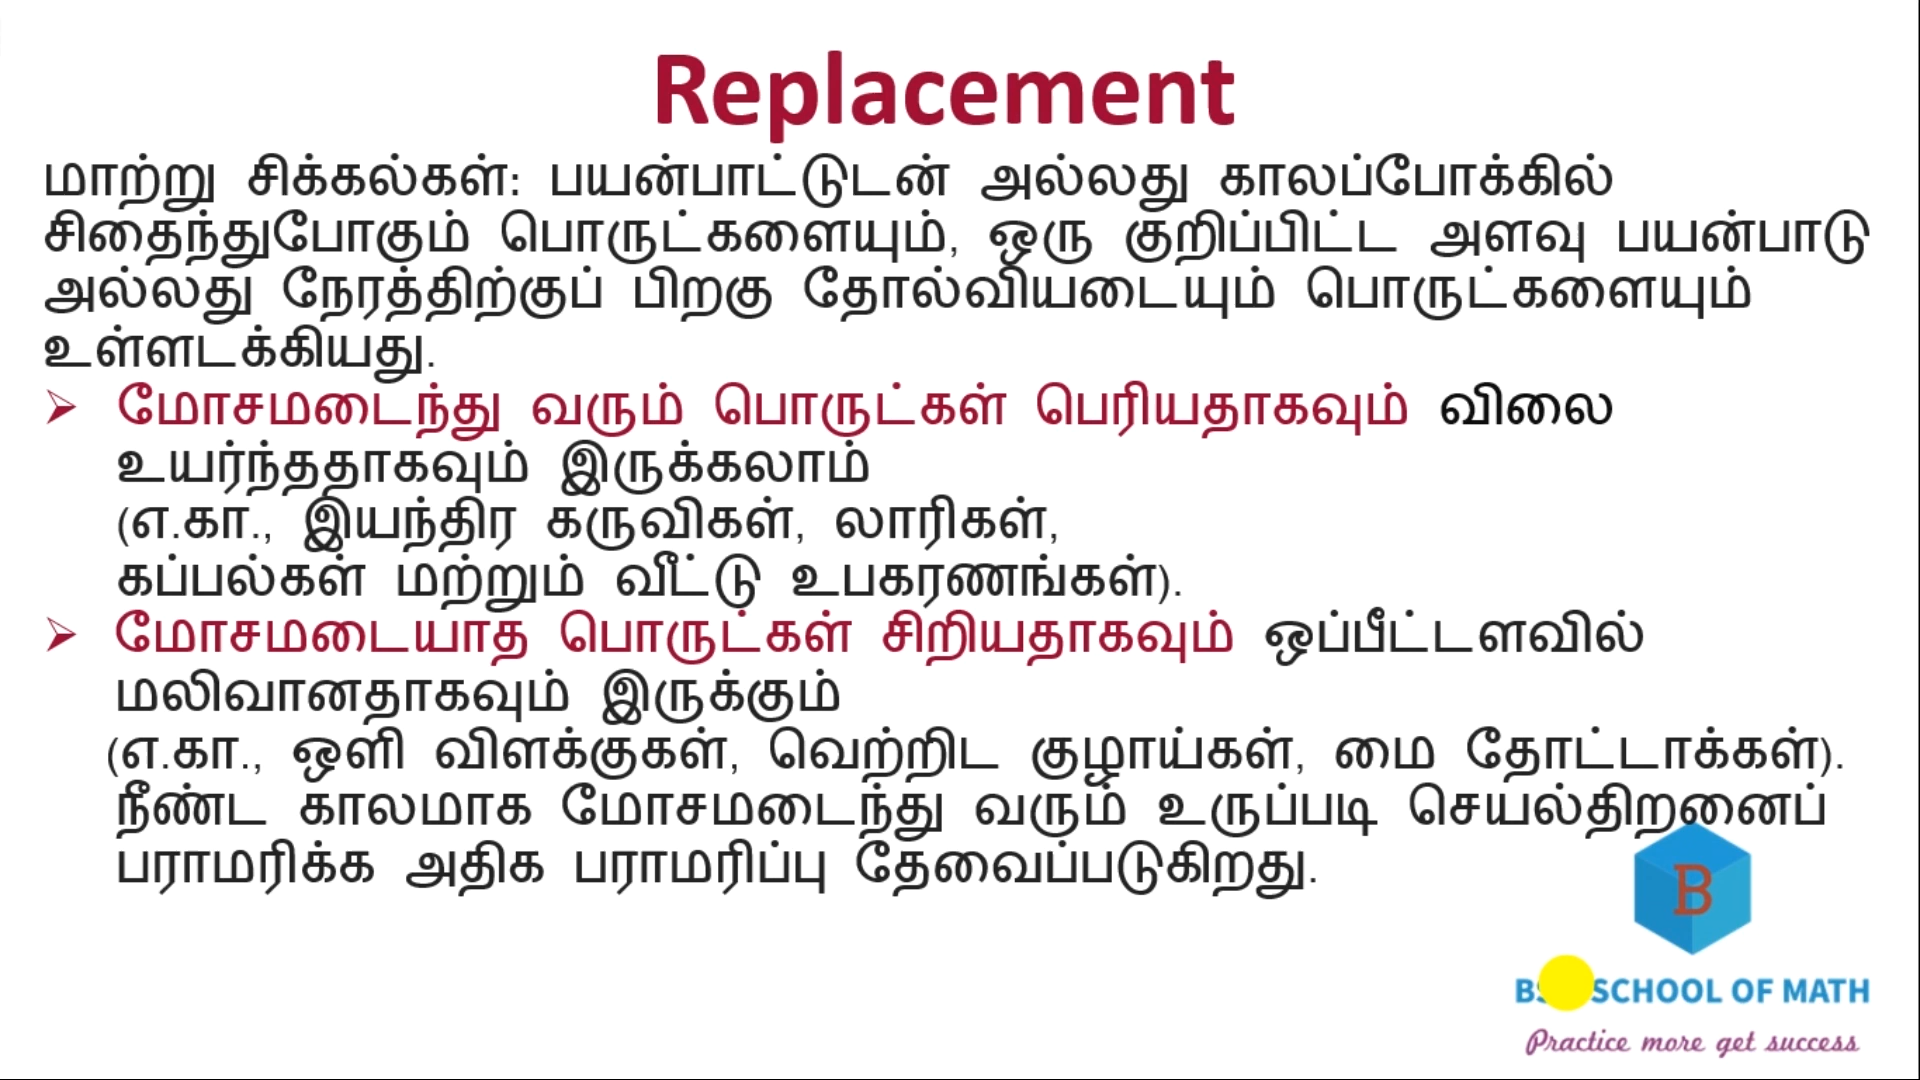 Replacement
மாற்று சிக்கல்கள்: பயன்பாட்டுடன் அல்லது காலப்போக்கில்
சிதைந்துபோகும் பொருட்களையும், ஒரு குறிப்பிட்ட அளவு பயன்பாடு
அல்லது நேரத்திற்குப் பிறகு தோல்வியடையும் பொருட்களையும்
உள்ளடக்கியது.
➢ மோசமடைந்து வரும் பொருட்கள் பெரியதாகவும் விலை
உயர்ந்ததாகவும் இருக்கலாம்
(எ.கா., இயந்திர கருவிகள், லாரிகள்,
கப்பல்கள் மற்றும் வீட்டு உபகரணங்கள்).
➢ மோசமடையாத பொருட்கள் சிறியதாகவும் ஒப்பீட்டளவில்
மலிவானதாகவும் இருக்கும்
(எ.கா., ஒளி விளக்குகள், வெற்றிட குழாய்கள், மை தோட்டாக்கள்).
நீண்ட காலமாக மோசமடைந்து வரும் உருப்படி செயல்திறனைப்
பராமரிக்க அதிக பராமரிப்பு தேவைப்படுகிறது.
B
SCHOOL OF MATH
Practice more get success